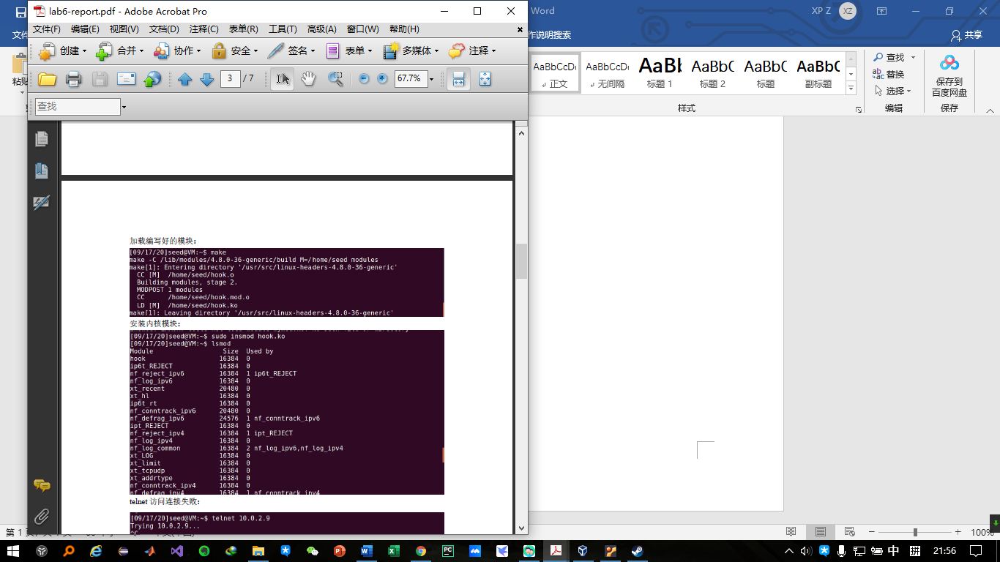 lab6-report.pdf - Adobe Acrobat Pro
Word
XP Z
XZ
文件(F) 编辑(E) 视图(V) 文档(D) 注释(C) 表单(R) 工具(T) 高级(A) 窗口(W) 帮助(H)
文件
作说明搜索
共享
创建 合并 协作 安全 签名 表单 多媒体 注释
3 / 7
67.7%
查找
粘贴
AaBbCcDc AaBbCcDc AaBl AaBbC AaBbC AaBbC
正文 无间隔 标题 1 标题 2 标题 副标题
样式
查找
替换
选择
编辑
保存到
百度网盘
保存
加载编写好的模块：
[09/17/20]seed@VM:~$ make
make -C /lib/modules/4.8.0-36-generic/build M=/home/seed modules
make[1]: Entering directory '/usr/src/linux-headers-4.8.0-36-generic'
CC [M] /home/seed/hook.o
Building modules, stage 2.
MODPOST 1 modules
CC /home/seed/hook.mod.o
LD [M] /home/seed/hook.ko
make[1]: Leaving directory '/usr/src/linux-headers-4.8.0-36-generic'
安装内核模块：
[09/17/20]seed@VM:~$ sudo insmod hook.ko
[09/17/20]seed@VM:~$ lsmod
Module Size Used by
hook 16384 0
ip6t_REJECT 16384 0
nf_reject_ipv6 16384 1 ip6t_REJECT
nf_log_ipv6 16384 0
xt_recent 20480 0
xt_hl 16384 0
ip6t_rt 16384 0
nf_conntrack_ipv6 20480 0
nf_defrag_ipv6 24576 1 nf_conntrack_ipv6
ipt_REJECT 16384 0
nf_reject_ipv4 16384 1 ipt_REJECT
nf_log_ipv4 16384 0
nf_log_common 16384 2 nf_log_ipv6,nf_log_ipv4
xt_LOG 16384 0
xt_limit 16384 0
xt_tcpudp 16384 0
xt_addrtype 16384 0
nf_conntrack_ipv4 16384 0
nf_defrag_ipv4 16384 1 nf_conntrack_ipv4
telnet 访问连接失败：
[09/17/20]seed@VM:~$ telnet 10.0.2.9
Trying 10.0.2.9...
^C
第 1 页
100%
中
拼
21:56